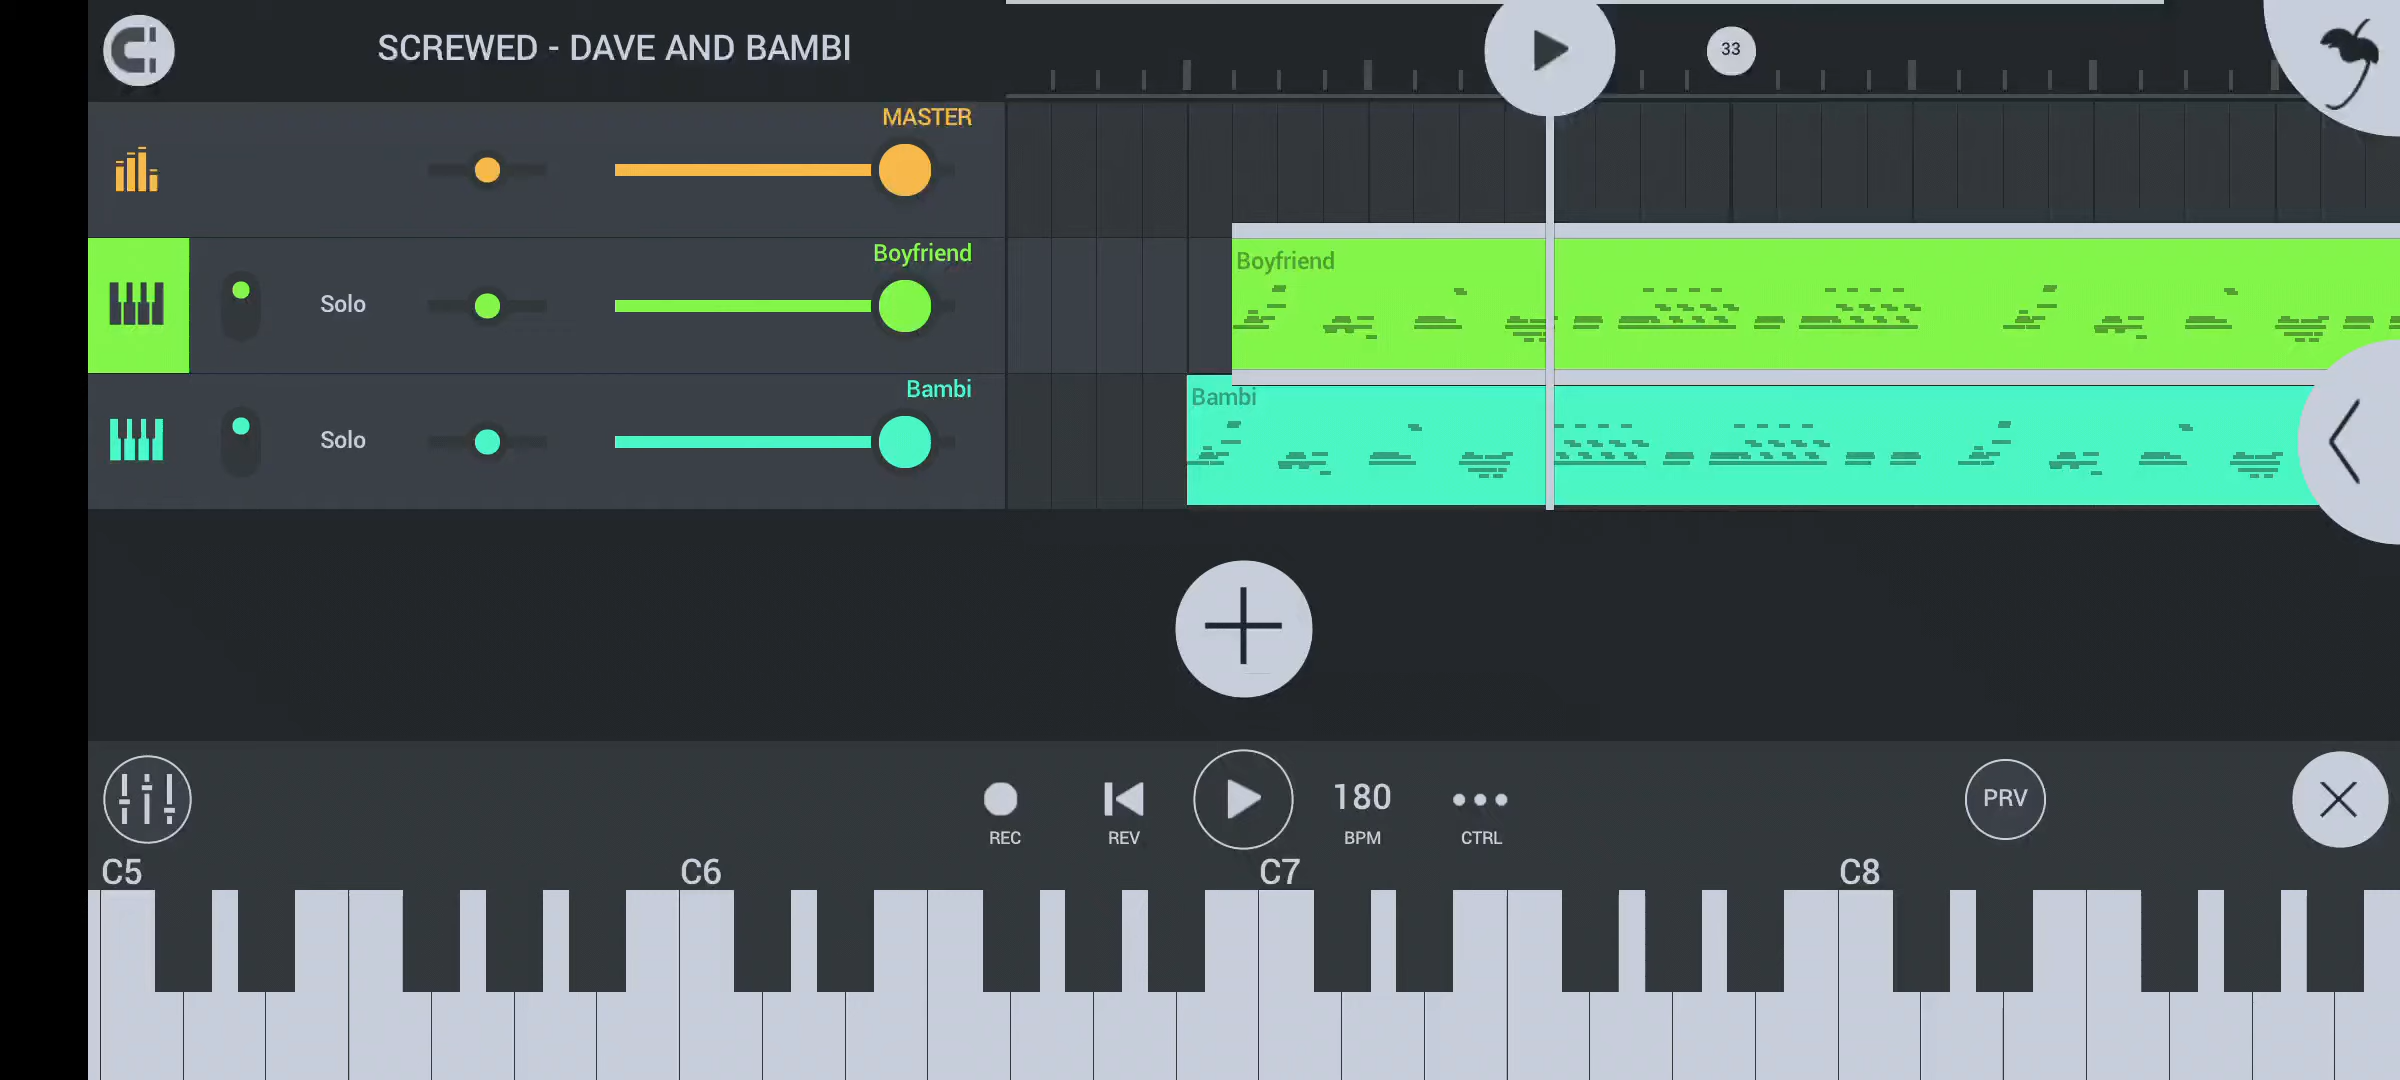 SCREWED - DAVE AND BAMBI
33
MASTER
Boyfriend
Boyfriend
Solo
Bambi
Bambi
Solo
180
PRV
REC
REV
BPM
CTRL
C5
C6
C7
C8